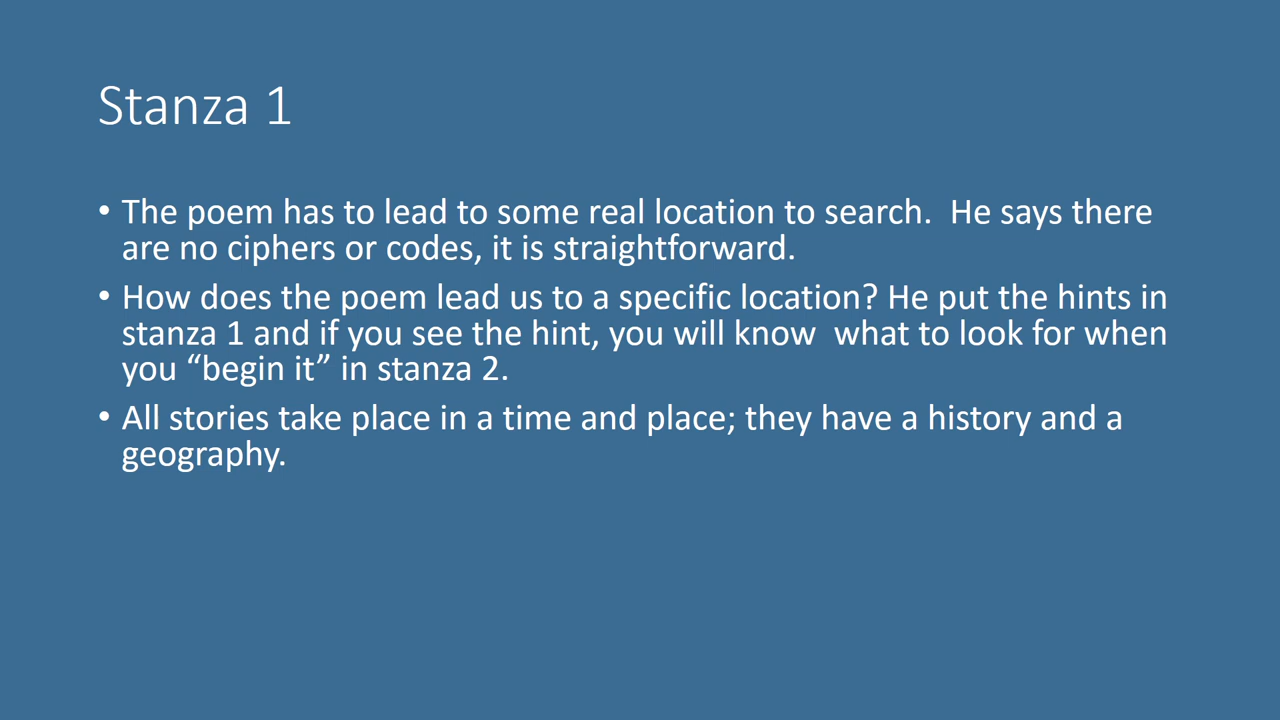 Stanza 1
• The poem has to lead to some real location to search.  He says there
are no ciphers or codes, it is straightforward.
• How does the poem lead us to a specific location? He put the hints in
stanza 1 and if you see the hint, you will know  what to look for when
you “begin it” in stanza 2.
• All stories take place in a time and place; they have a history and a
geography.